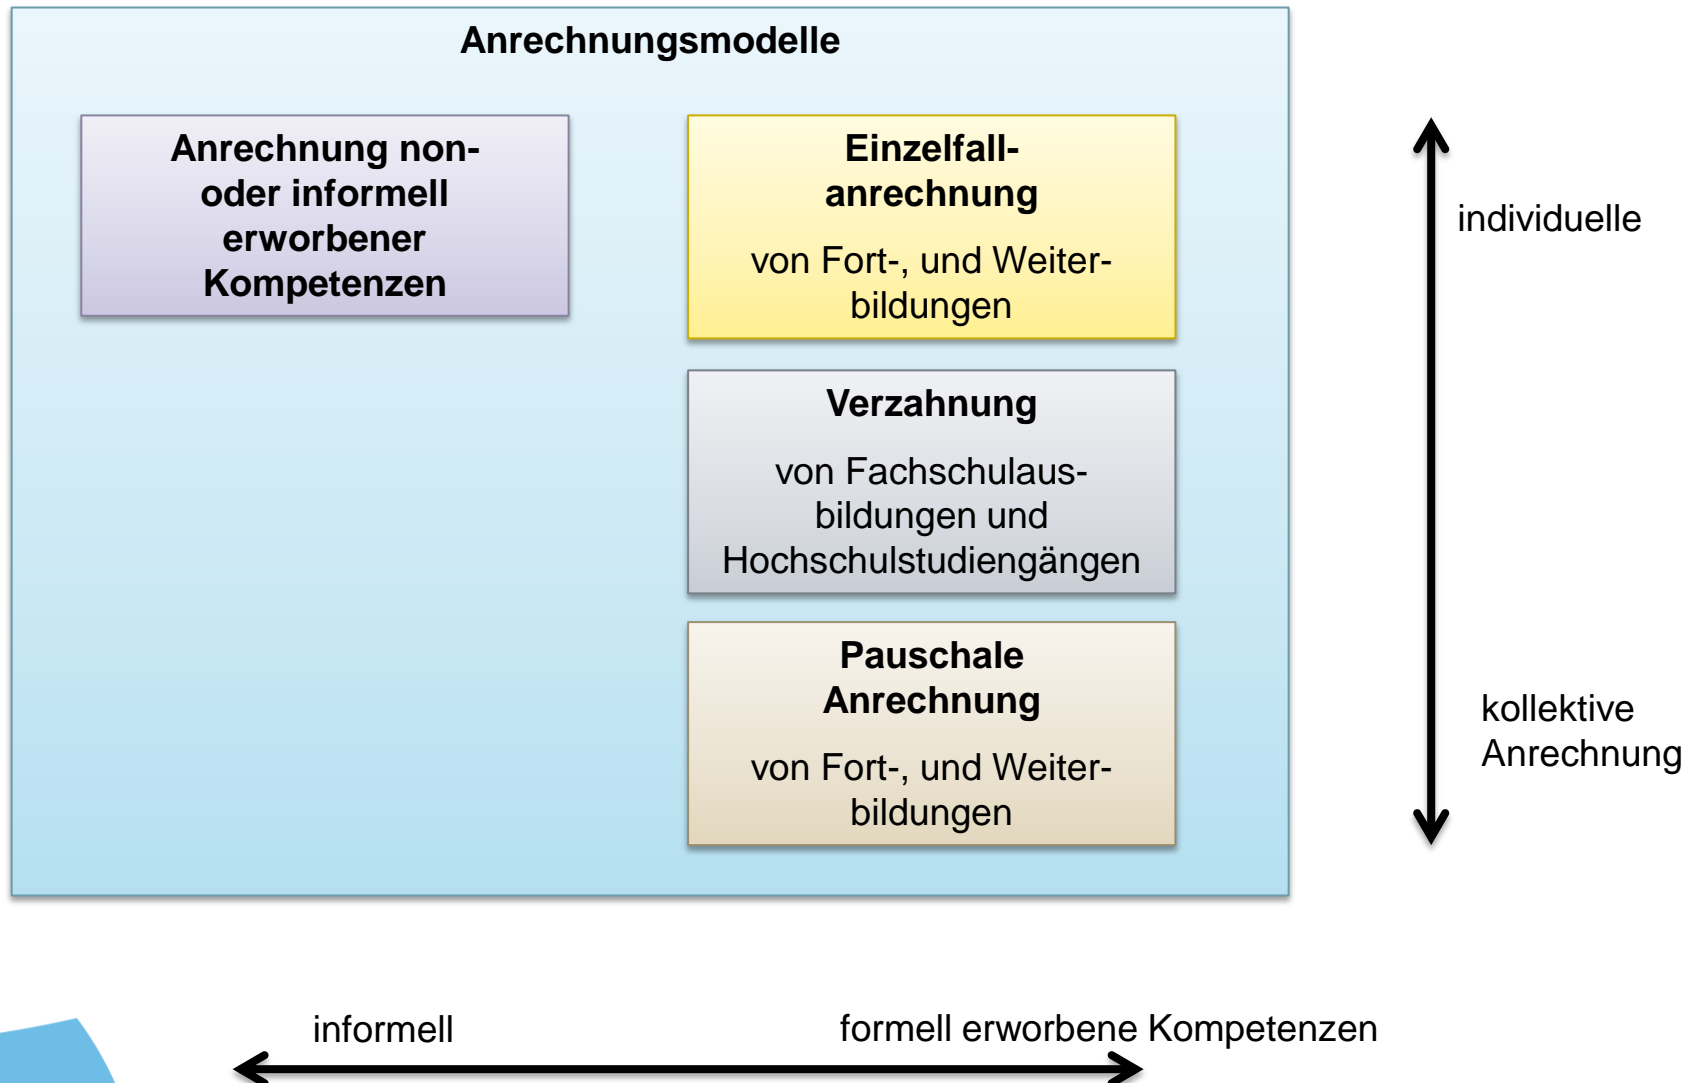 Anrechnungsmodelle
Anrechnung non-
oder informell
erworbener
Kompetenzen
Einzelfall-
anrechnung
von Fort-, und Weiter-
bildungen
Verzahnung
von Fachschulaus-
bildungen und
Hochschulstudiengängen
Pauschale
Anrechnung
von Fort-, und Weiter-
bildungen
individuelle
kollektive
Anrechnung
informell
formell erworbene Kompetenzen